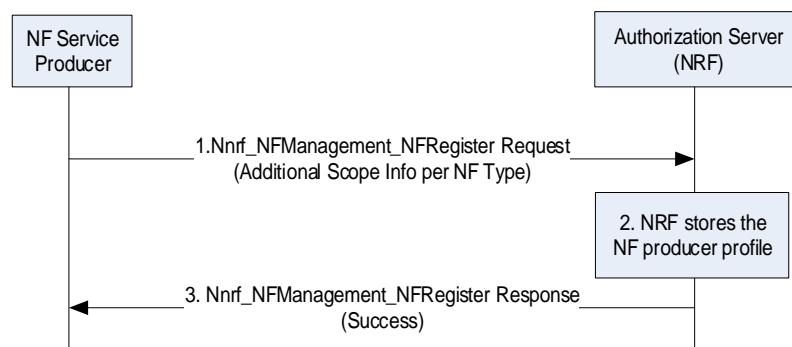 NF Service
Producer
Authorization Server
(NRF)
1.Nnrf_NFManagement_NFRegister Request
(Additional Scope Info per NF Type)
2. NRF stores the
NF producer profile
3. Nnrf_NFManagement_NFRegister Response
(Success)